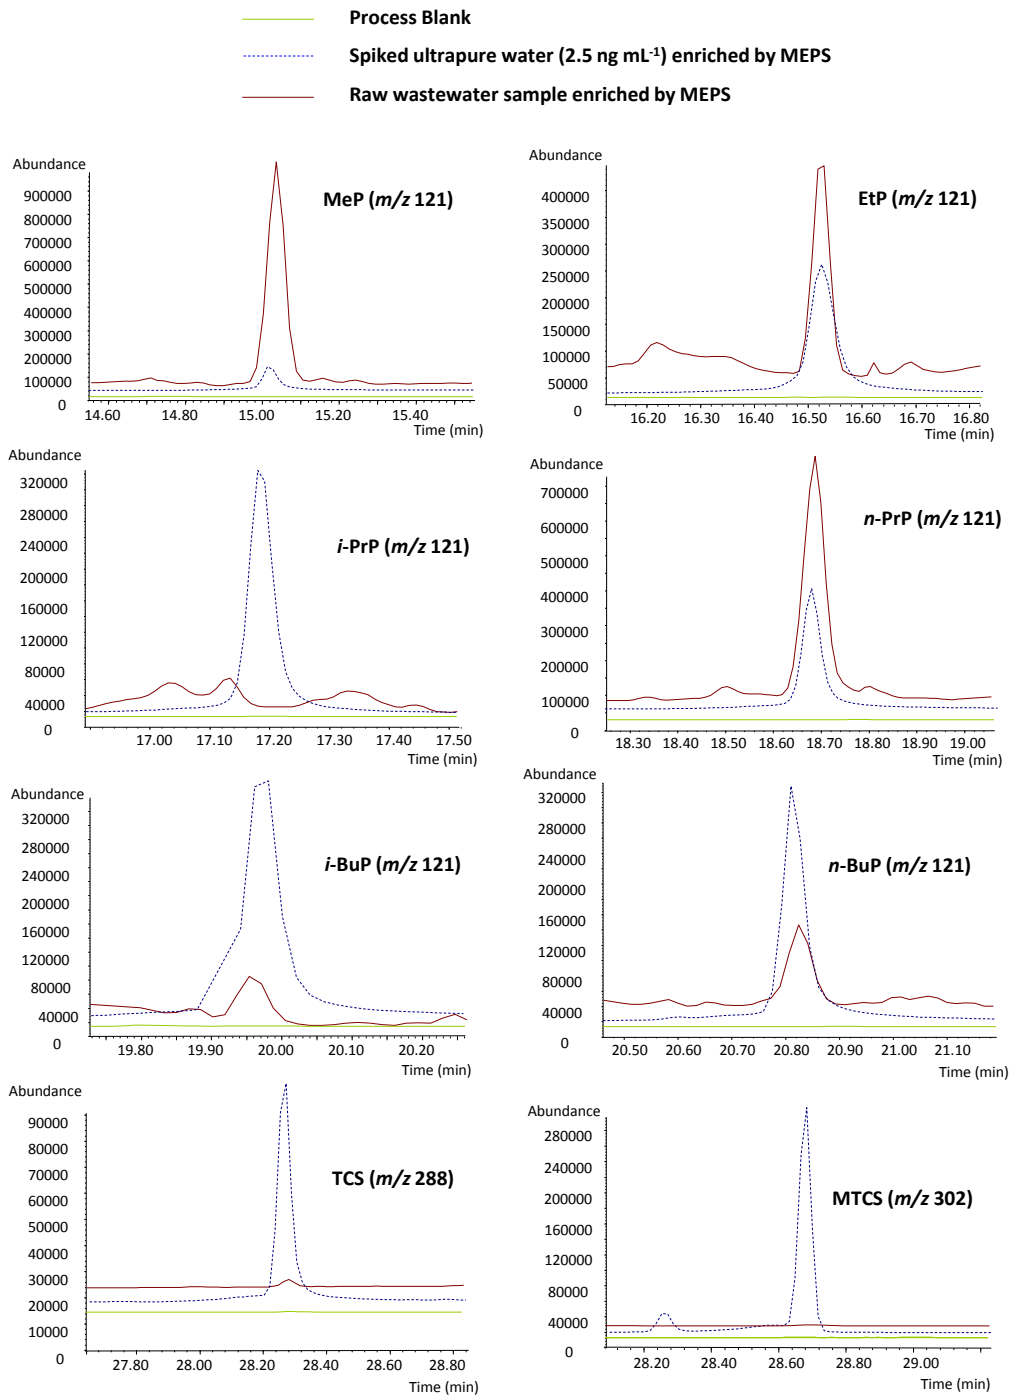 Process Blank
Spiked ultrapure water (2.5 ng mL⁻¹) enriched by MEPS
Raw wastewater sample enriched by MEPS
Abundance
MeP (m/z 121)
900000
800000
700000
600000
500000
400000
300000
200000
100000
0
14.60 14.80 15.00 15.20 15.40
Time (min)
Abundance
EtP (m/z 121)
400000
350000
300000
250000
200000
150000
100000
50000
0
16.20 16.30 16.40 16.50 16.60 16.70 16.80
Time (min)
Abundance
i-PrP (m/z 121)
320000
280000
240000
200000
160000
120000
80000
40000
0
17.00 17.10 17.20 17.30 17.40 17.50
Time (min)
Abundance
n-PrP (m/z 121)
700000
600000
500000
400000
300000
200000
100000
0
18.30 18.40 18.50 18.60 18.70 18.80 18.90 19.00
Time (min)
Abundance
i-BuP (m/z 121)
320000
280000
240000
200000
160000
120000
80000
40000
0
19.80 19.90 20.00 20.10 20.20
Time (min)
Abundance
n-BuP (m/z 121)
320000
280000
240000
200000
160000
120000
80000
40000
0
20.50 20.60 20.70 20.80 20.90 21.00 21.10
Time (min)
Abundance
TCS (m/z 288)
90000
80000
70000
60000
50000
40000
30000
20000
10000
0
27.80 28.00 28.20 28.40 28.60 28.80
Time (min)
Abundance
MTCS (m/z 302)
280000
240000
200000
160000
120000
80000
40000
0
28.20 28.40 28.60 28.80 29.00
Time (min)